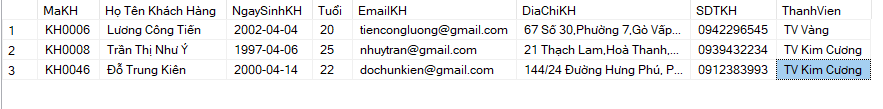 MaKH Họ Tên Khách Hàng NgaySinhKH Tuổi EmailKH DiaChiKH SDTKH ThanhVien
1 KH0006 Lương Công Tiến 2002-04-04 20 tiencongluong@gmail.com 67 Số 30,Phường 7,Gò Vấp... 0942296545 TV Vàng
2 KH0008 Trần Thị Như Ý 1997-04-06 25 nhuytran@gmail.com 21 Thạch Lam,Hoà Thanh,... 0939432234 TV Kim Cương
3 KH0046 Đỗ Trung Kiên 2000-04-14 22 dochunkien@gmail.com 144/24 Đường Hưng Phú, P... 0912383993 TV Kim Cương